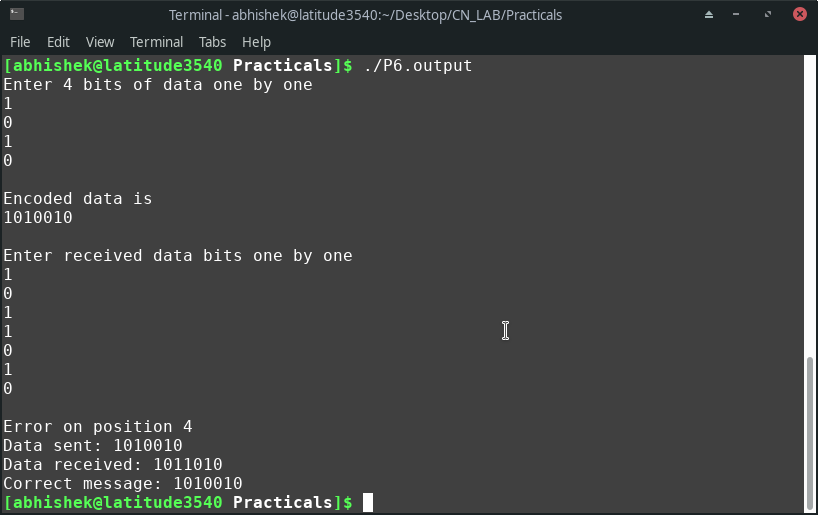 Terminal - abhishek@latitude3540:~/Desktop/CN_LAB/Practicals
File Edit View Terminal Tabs Help
[abhishek@latitude3540 Practicals]$ ./P6.output
Enter 4 bits of data one by one
1
0
1
0
Encoded data is
1010010
Enter received data bits one by one
1
0
1
1
0
1
0
Error on position 4
Data sent: 1010010
Data received: 1011010
Correct message: 1010010
[abhishek@latitude3540 Practicals]$